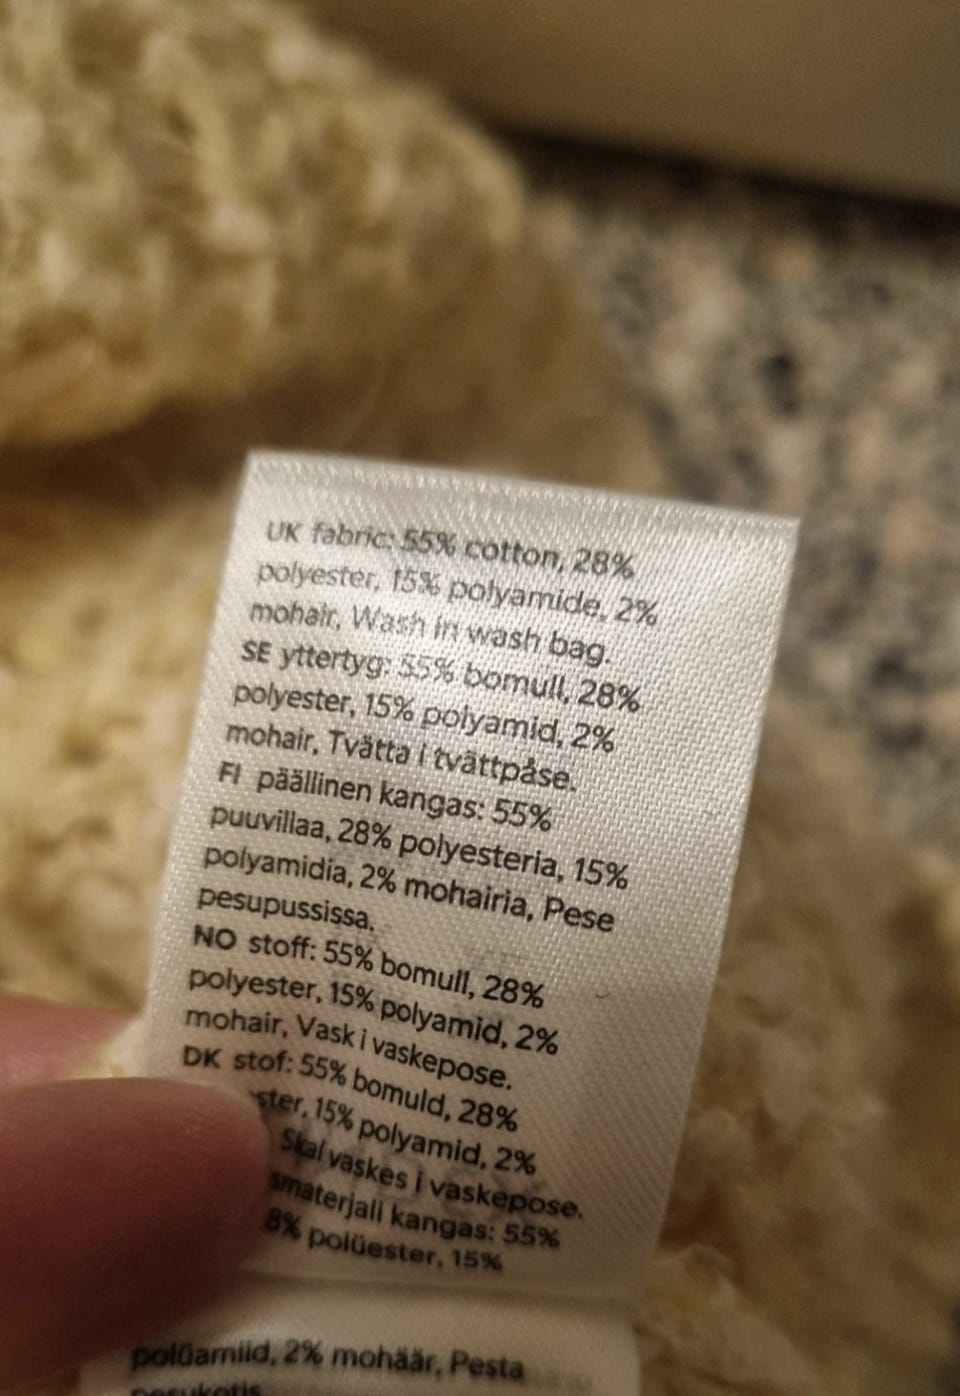 UK fabric: 55% cotton, 28%
polyester, 15% polyamide, 2%
mohair, Wash in wash bag.
SE yttertyg: 55% bomull, 28%
polyester, 15% polyamid, 2%
mohair, Tvätta i tvättpåse.
FI päällinen kangas: 55%
puuvillaa, 28% polyesteria, 15%
polyamidia, 2% mohairia, Pese
pesupussissa.
NO stoff: 55% bomull, 28%
polyester, 15% polyamid, 2%
mohair, Vask i vaskepose.
DK stof: 55% bomuld, 28%
ster, 15% polyamid, 2%
Skal vaskes i vaskepose.
smaterjali kangas: 55%
8% polüester, 15%
polüamiid, 2% mohäär, Pesta
pesukotis